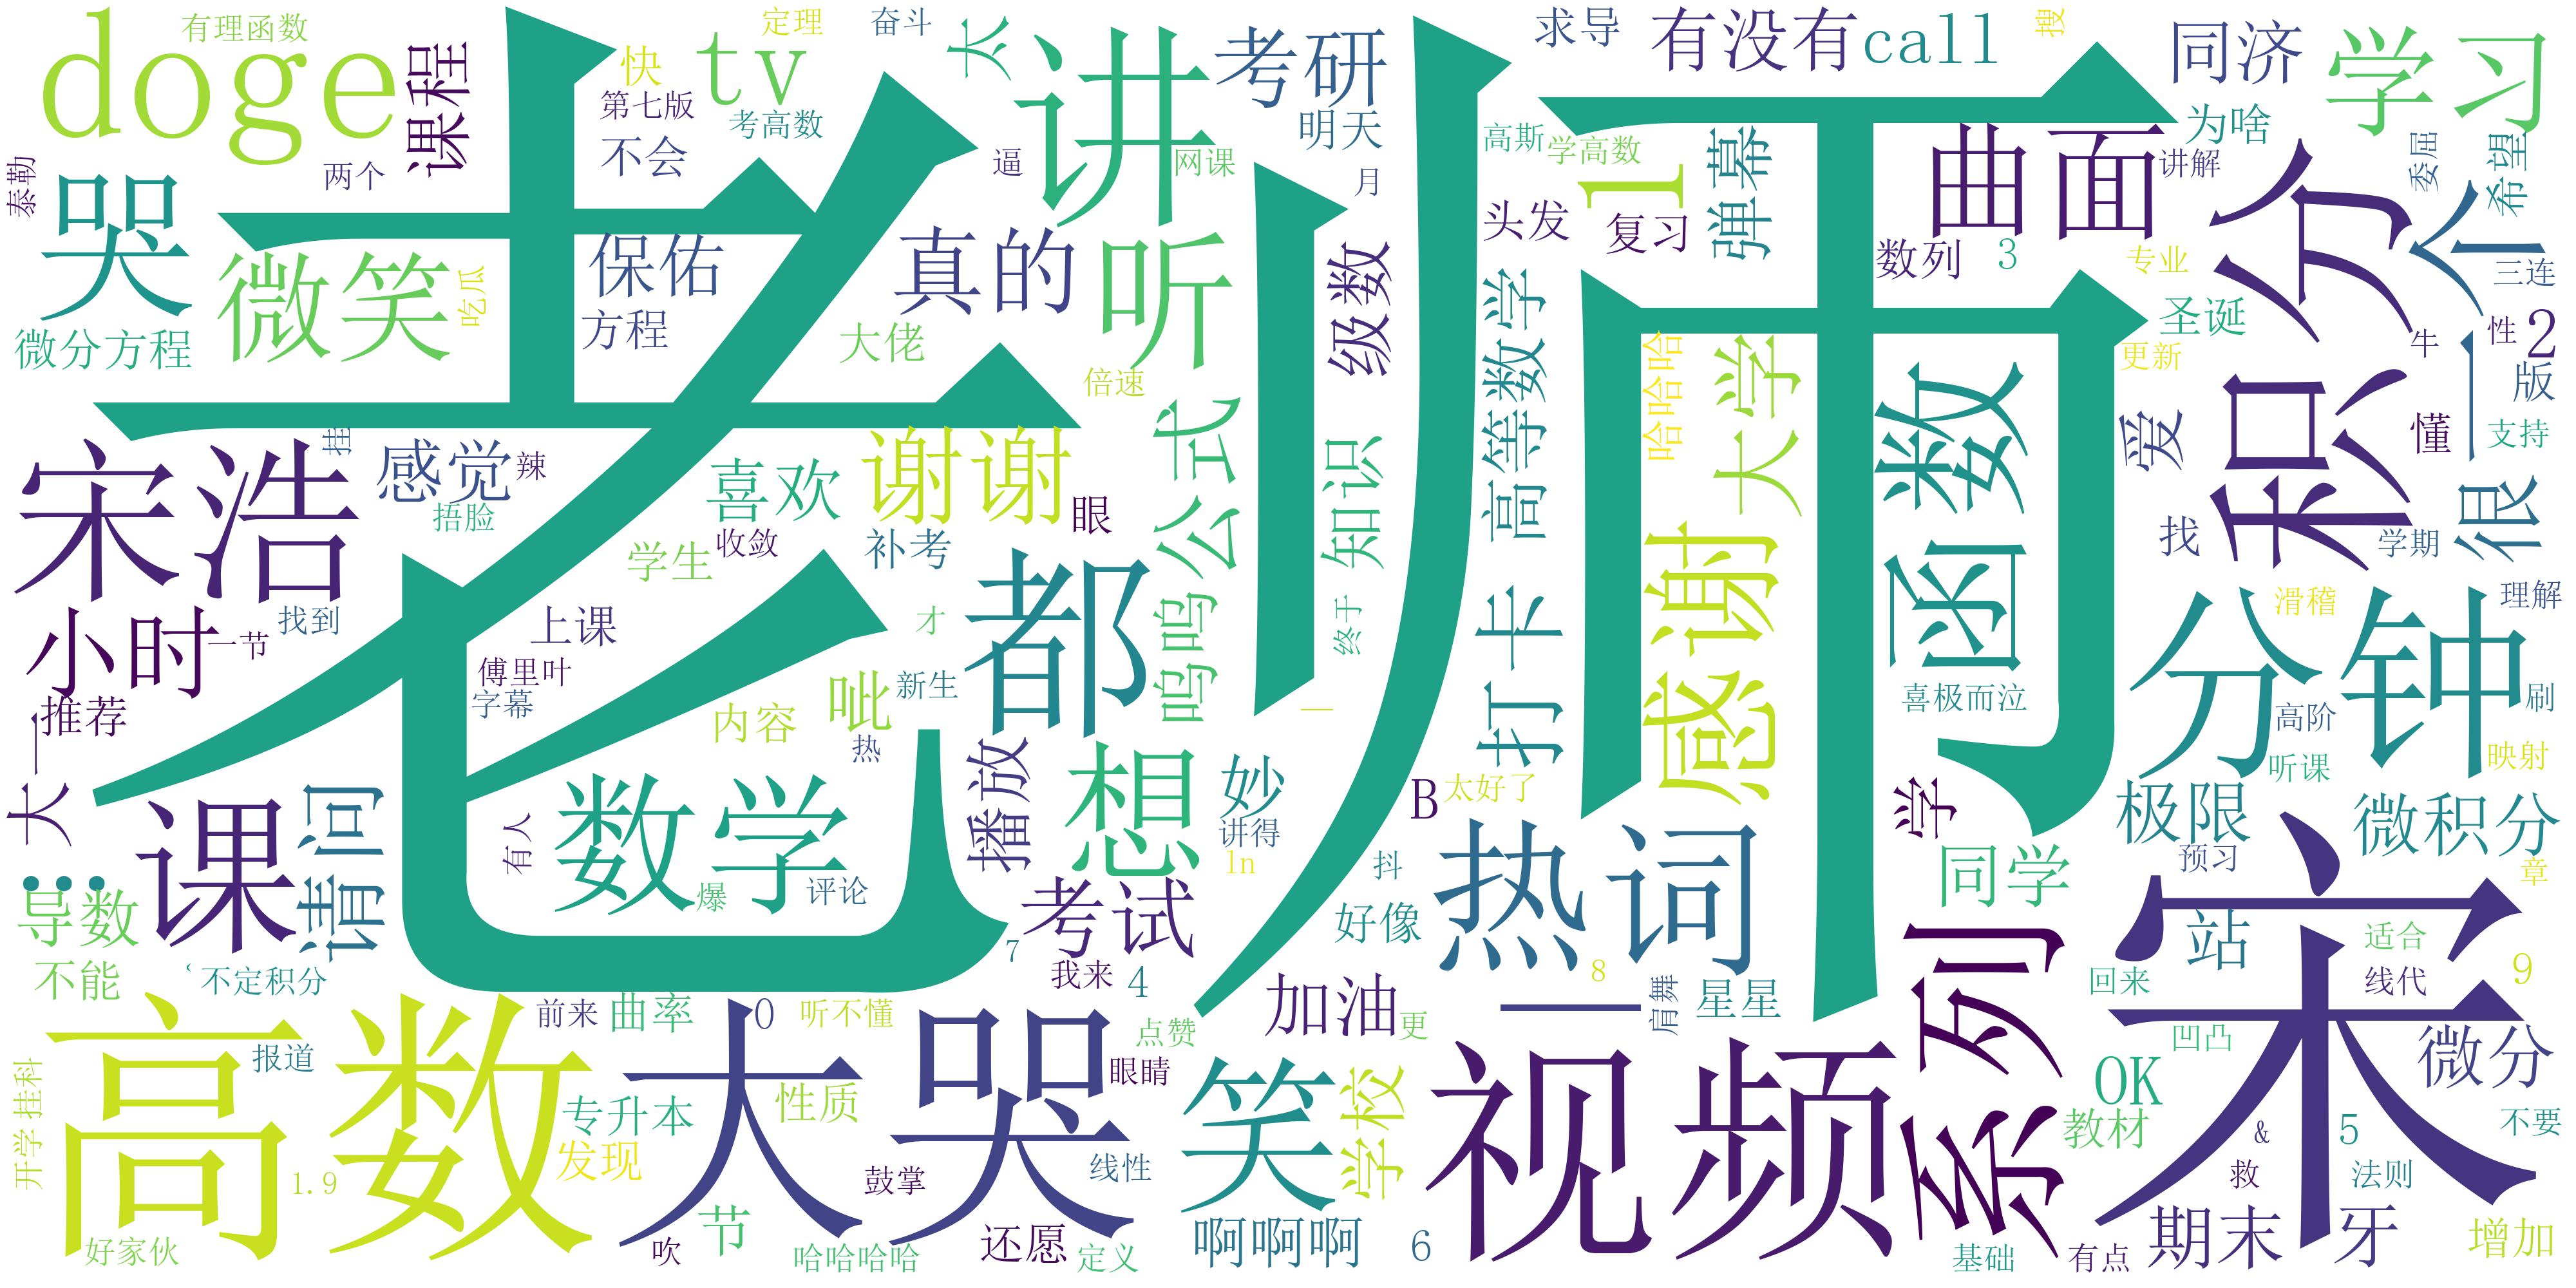 老师
doge
有理函数
课程
快
tv
定理
奋斗
太
讲
考研
求导
有没有
call
搜
同济
学习
第七版
考高数
明天
为啥
泰勒
两个
不会
逼
网课
月
高斯
学高数
1
弹幕
曲面
讲解
委屈
希望
哭
微笑
吃瓜
保佑
方程
真的
听
级数
头发
复习
数列
3
专业
积分
个
三连
微分方程
大佬
倍速
高等数学
哈哈哈
大学
函数
圣诞
更新
牛
性
2
版
宋浩
挂
感觉
辣
捂脸
喜欢
谢谢
眼
公式
知识
爱
懂
一
支持
收敛
学生
补考
找
学期
很
小时
一节
找到
上课
才
都
呜呜
终于
打卡
感谢
分钟
滑稽
理解
推荐
傅里叶
字幕
呲
新生
内容
热
一
喜极而泣
高阶
刷
大一
课
请问
有人
数学
爆
评论
播放
想
妙
讲得
ln
B
太好了
学
听课
映射
极限
微积分
...
导数
不能
不定积分
考试
我来
7
4
抖
好像
热词
同学
预习
章
高数
报道
前来
曲率
0
听不懂
大哭
点赞
加油
更
一
8
肩舞
星星
系列
宋
站
适合
线代
回来
9
凹凸
微分
开学
挂科
1.9
好家伙
专升本
发现
性质
节
吹
鼓掌
哈哈哈哈
还愿
定义
线性
眼睛
笑
学校
啊啊啊
6
视频
OK
教材
&
5
救
法则
不要
基础
有点
期末
牙
增加